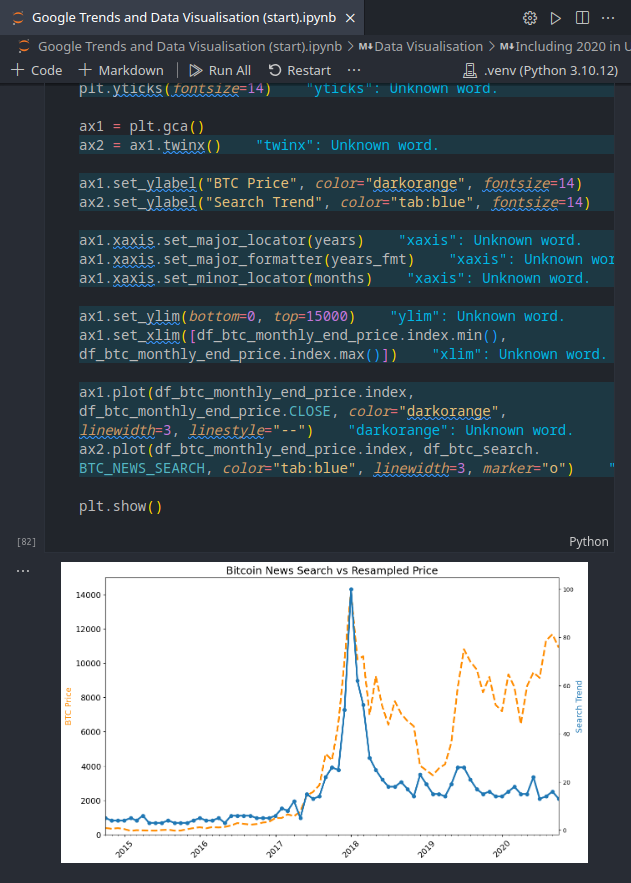 Google Trends and Data Visualisation (start).ipynb ×
Google Trends and Data Visualisation (start).ipynb > M↓Data Visualisation > M↓Including 2020 in U
+ Code + Markdown | Run All Restart ... .venv (Python 3.10.12)
plt.yticks(fontsize=14) "yticks": Unknown word.
ax1 = plt.gca()
ax2 = ax1.twinx() "twinx": Unknown word.
ax1.set_ylabel("BTC Price", color="darkorange", fontsize=14)
ax2.set_ylabel("Search Trend", color="tab:blue", fontsize=14)
ax1.xaxis.set_major_locator(years) "xaxis": Unknown word.
ax1.xaxis.set_major_formatter(years_fmt) "xaxis": Unknown wor
ax1.xaxis.set_minor_locator(months) "xaxis": Unknown word.
ax1.set_ylim(bottom=0, top=15000) "ylim": Unknown word.
ax1.set_xlim([df_btc_monthly_end_price.index.min(),
df_btc_monthly_end_price.index.max()]) "xlim": Unknown word.
ax1.plot(df_btc_monthly_end_price.index,
df_btc_monthly_end_price.CLOSE, color="darkorange",
linewidth=3, linestyle="--") "darkorange": Unknown word.
ax2.plot(df_btc_monthly_end_price.index, df_btc_search.
BTC_NEWS_SEARCH, color="tab:blue", linewidth=3, marker="o") "
plt.show()
[82] Python
...
Bitcoin News Search vs Resampled Price
14000
12000
10000
8000
6000
4000
2000
0
BTC Price
100
80
60
40
20
0
Search Trend
2015
2016
2017
2018
2019
2020